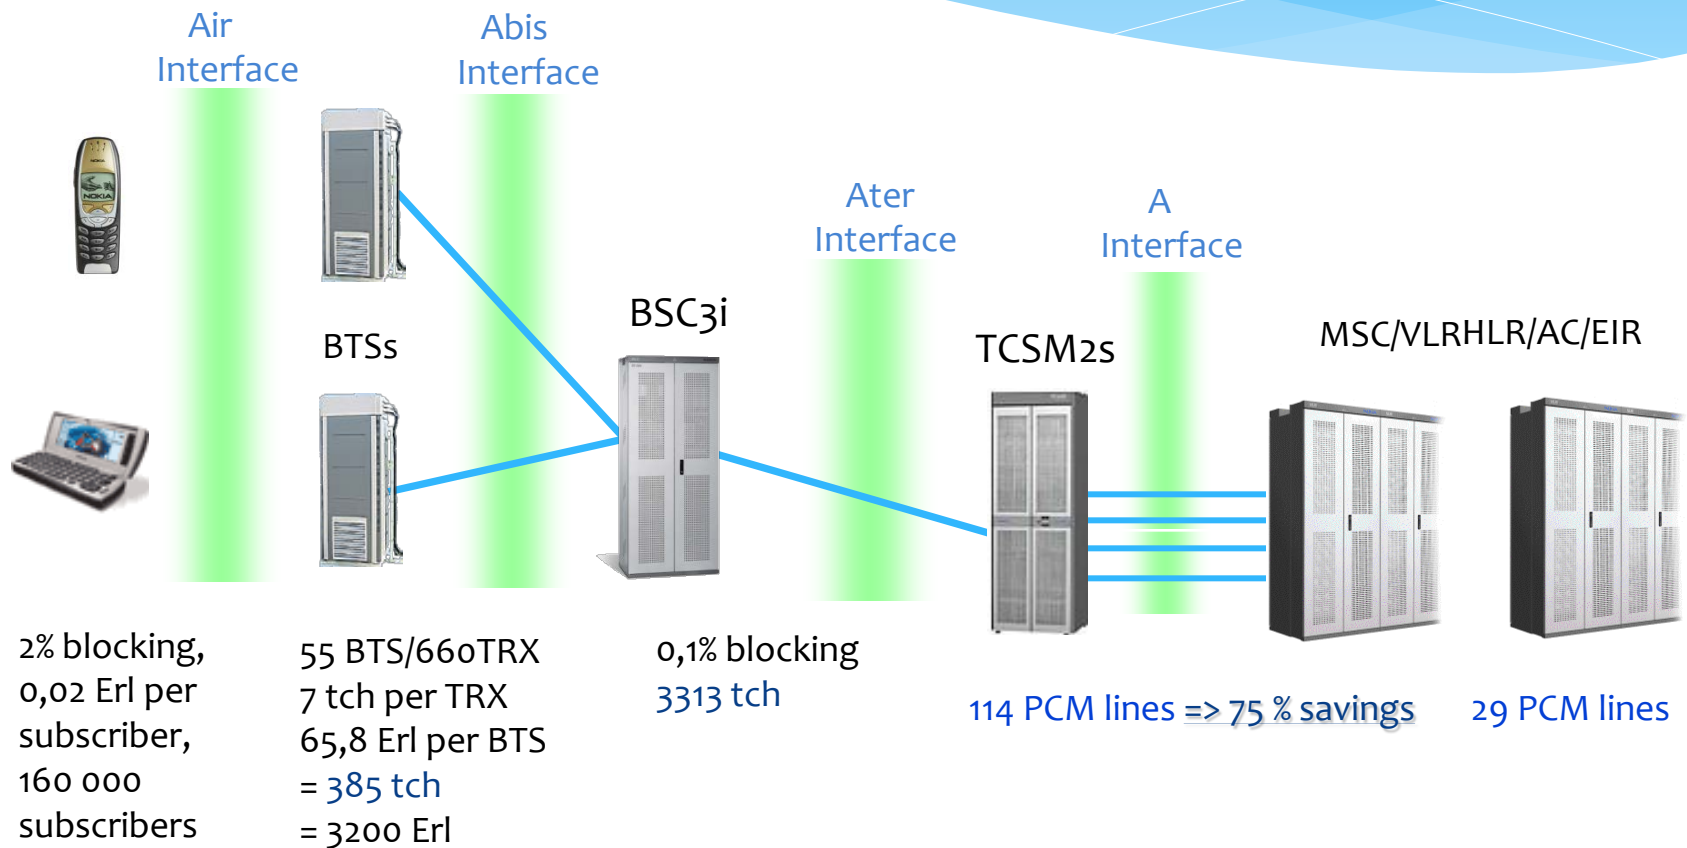 Air
Interface
Abis
Interface
Ater
Interface
A
Interface
NOKIA
NOKIA
BTSs
BSC3i
TCSM2s
MSC/VLRHLR/AC/EIR
2% blocking,
0,02 Erl per
subscriber,
160 000
subscribers
55 BTS/660TRX
7 tch per TRX
65,8 Erl per BTS
= 385 tch
= 3200 Erl
0,1% blocking
3313 tch
114 PCM lines => 75 % savings
29 PCM lines